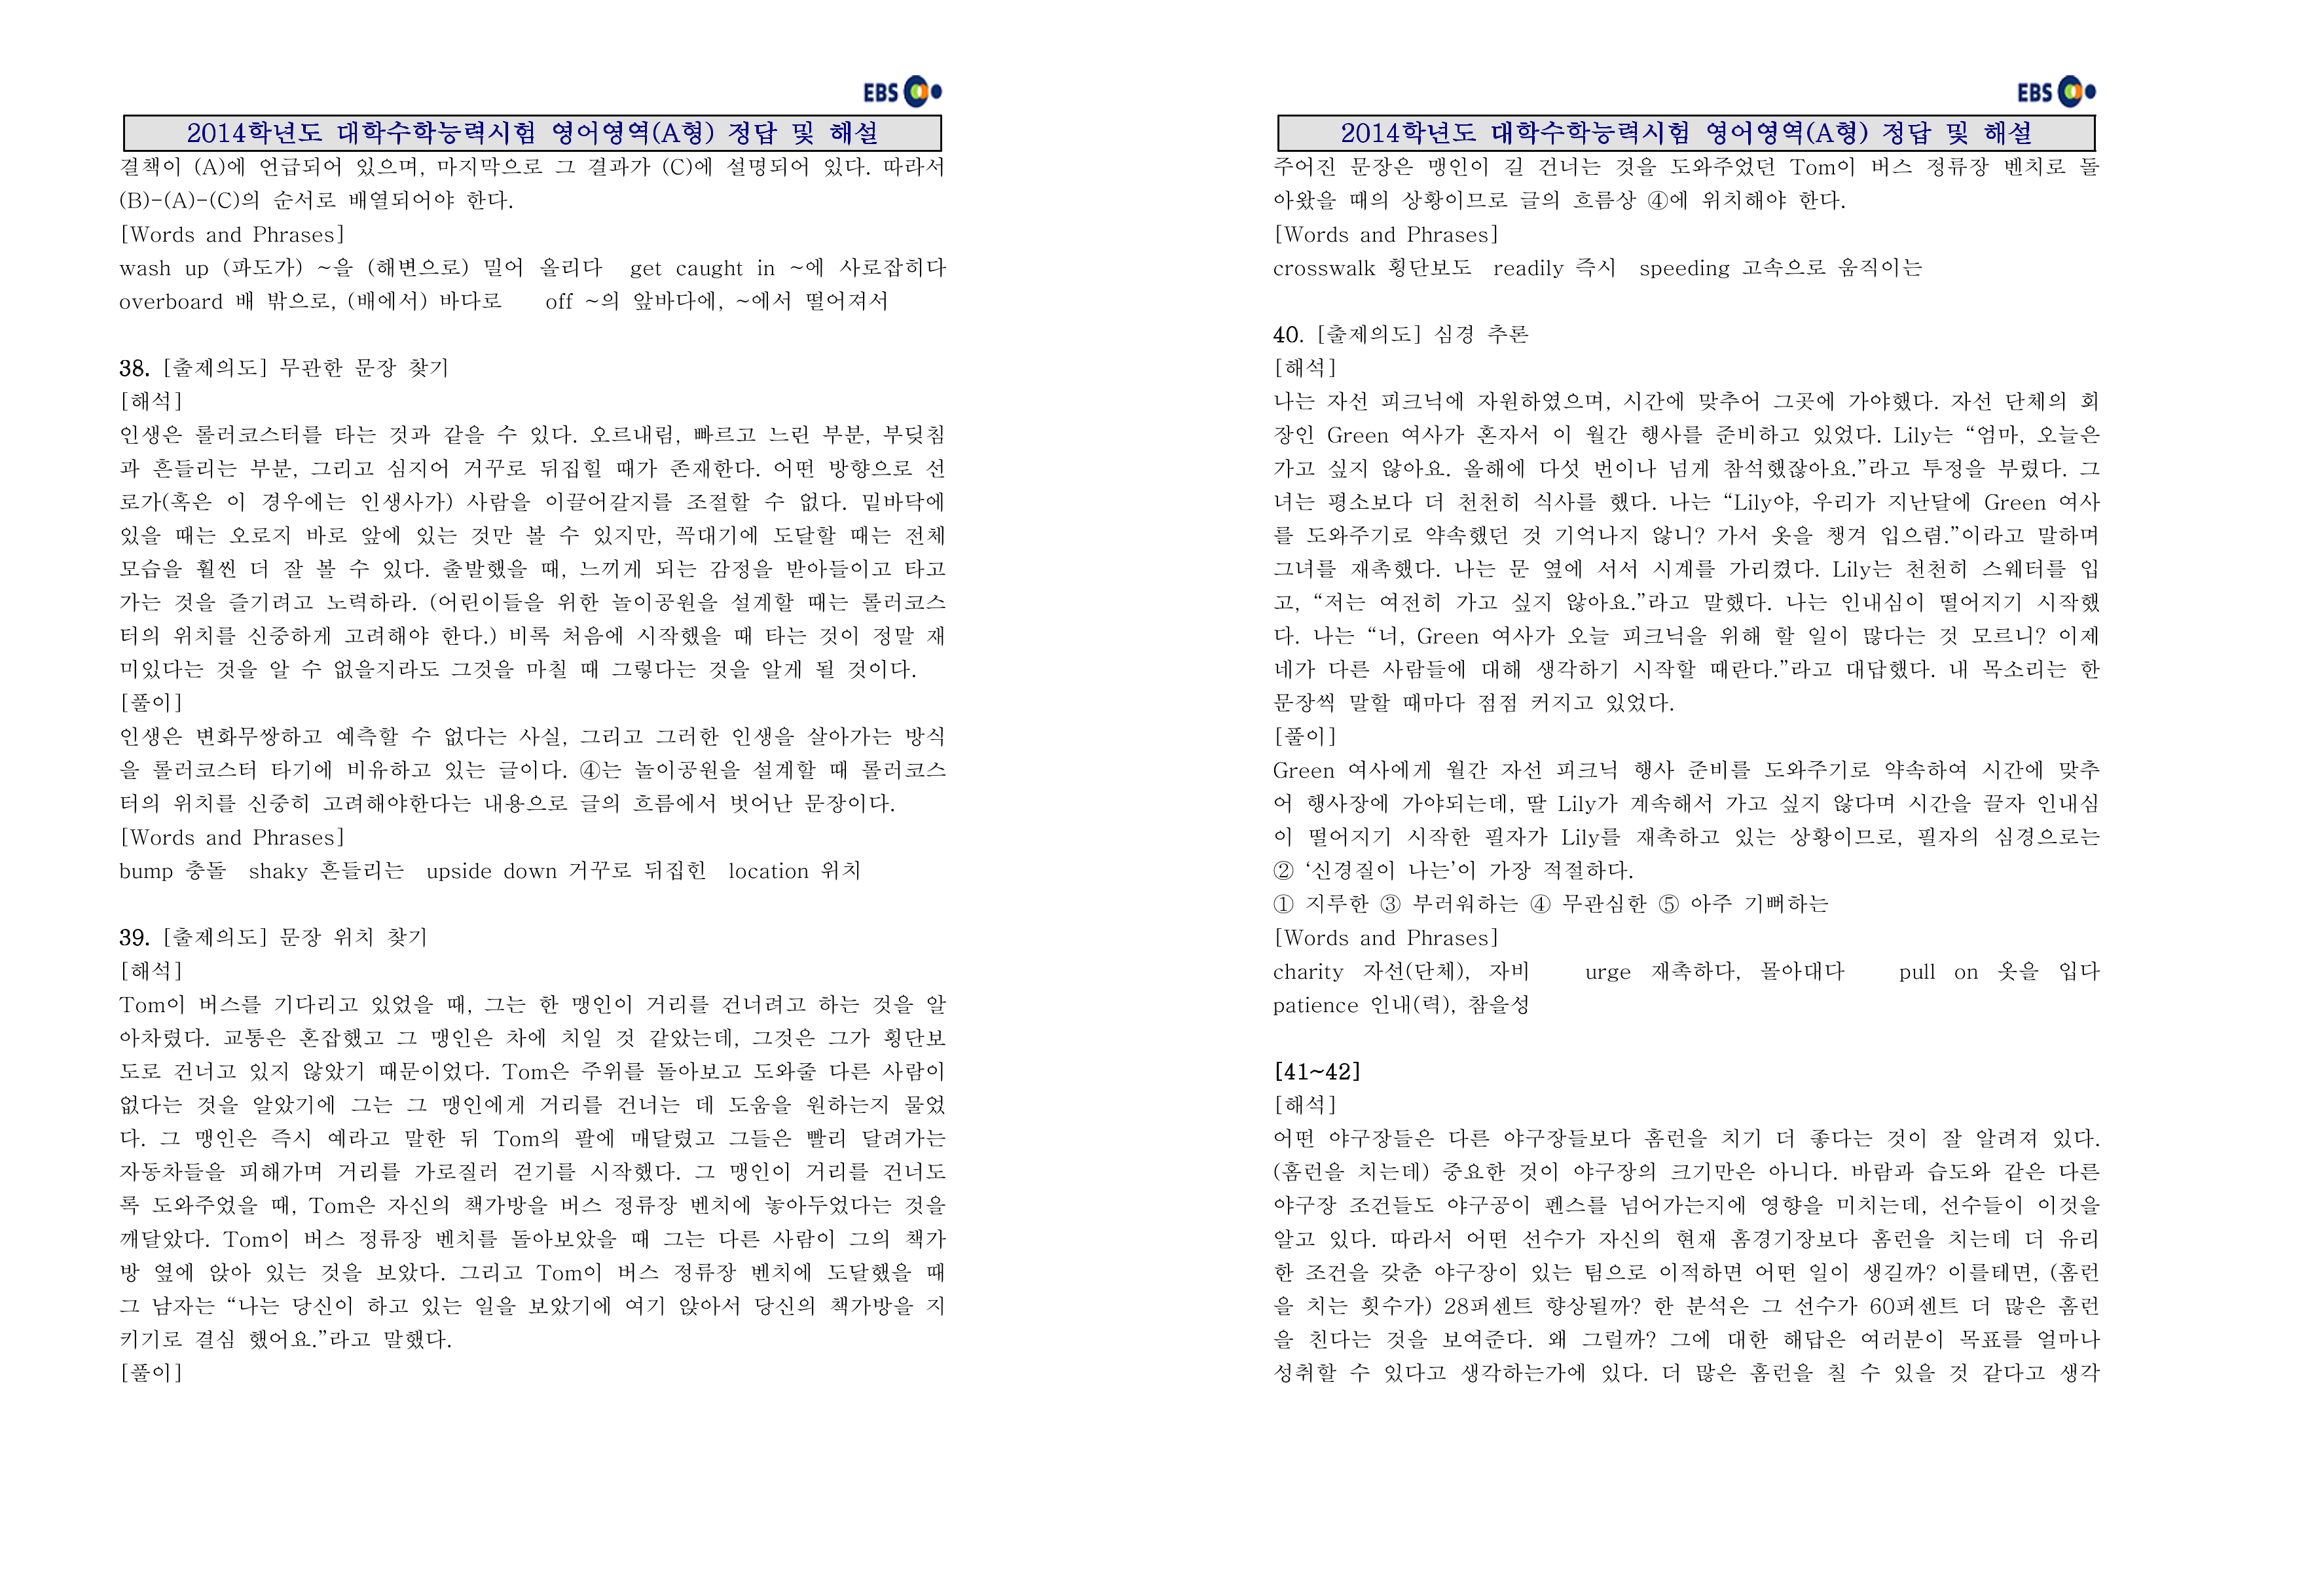 EBS
2014학년도 대학수학능력시험 영어영역(A형) 정답 및 해설
결책이 (A)에 언급되어 있으며, 마지막으로 그 결과가 (C)에 설명되어 있다. 따라서
(B)-(A)-(C)의 순서로 배열되어야 한다.
[Words and Phrases]
wash up (파도가) ~을 (해변으로) 밀어 올리다 get caught in ~에 사로잡히다
overboard 배 밖으로, (배에서) 바다로 off ~의 앞바다에, ~에서 떨어져서
38. [출제의도] 무관한 문장 찾기
[해석]
인생은 롤러코스터를 타는 것과 같을 수 있다. 오르내림, 빠르고 느린 부분, 부딪침
과 흔들리는 부분, 그리고 심지어 거꾸로 뒤집힐 때가 존재한다. 어떤 방향으로 선
로가(혹은 이 경우에는 인생사가) 사람을 이끌어갈지를 조절할 수 없다. 밑바닥에
있을 때는 오로지 바로 앞에 있는 것만 볼 수 있지만, 꼭대기에 도달할 때는 전체
모습을 훨씬 더 잘 볼 수 있다. 출발했을 때, 느끼게 되는 감정을 받아들이고 타고
가는 것을 즐기려고 노력하라. (어린이들을 위한 놀이공원을 설계할 때는 롤러코스
터의 위치를 신중하게 고려해야 한다.) 비록 처음에 시작했을 때 타는 것이 정말 재
미있다는 것을 알 수 없을지라도 그것을 마칠 때 그렇다는 것을 알게 될 것이다.
[풀이]
인생은 변화무쌍하고 예측할 수 없다는 사실, 그리고 그러한 인생을 살아가는 방식
을 롤러코스터 타기에 비유하고 있는 글이다. ④는 놀이공원을 설계할 때 롤러코스
터의 위치를 신중히 고려해야한다는 내용으로 글의 흐름에서 벗어난 문장이다.
[Words and Phrases]
bump 충돌 shaky 흔들리는 upside down 거꾸로 뒤집힌 location 위치
39. [출제의도] 문장 위치 찾기
[해석]
Tom이 버스를 기다리고 있었을 때, 그는 한 맹인이 거리를 건너려고 하는 것을 알
아차렸다. 교통은 혼잡했고 그 맹인은 차에 치일 것 같았는데, 그것은 그가 횡단보
도로 건너고 있지 않았기 때문이었다. Tom은 주위를 돌아보고 도와줄 다른 사람이
없다는 것을 알았기에 그는 그 맹인에게 거리를 건너는 데 도움을 원하는지 물었
다. 그 맹인은 즉시 예라고 말한 뒤 Tom의 팔에 매달렸고 그들은 빨리 달려가는
자동차들을 피해가며 거리를 가로질러 걷기를 시작했다. 그 맹인이 거리를 건너도
록 도와주었을 때, Tom은 자신의 책가방을 버스 정류장 벤치에 놓아두었다는 것을
깨달았다. Tom이 버스 정류장 벤치를 돌아보았을 때 그는 다른 사람이 그의 책가
방 옆에 앉아 있는 것을 보았다. 그리고 Tom이 버스 정류장 벤치에 도달했을 때
그 남자는 “나는 당신이 하고 있는 일을 보았기에 여기 앉아서 당신의 책가방을 지
키기로 결심 했어요.”라고 말했다.
[풀이]
EBS
2014학년도 대학수학능력시험 영어영역(A형) 정답 및 해설
주어진 문장은 맹인이 길 건너는 것을 도와주었던 Tom이 버스 정류장 벤치로 돌
아왔을 때의 상황이므로 글의 흐름상 ④에 위치해야 한다.
[Words and Phrases]
crosswalk 횡단보도 readily 즉시 speeding 고속으로 움직이는
40. [출제의도] 심경 추론
[해석]
나는 자선 피크닉에 자원하였으며, 시간에 맞추어 그곳에 가야했다. 자선 단체의 회
장인 Green 여사가 혼자서 이 월간 행사를 준비하고 있었다. Lily는 “엄마, 오늘은
가고 싶지 않아요. 올해에 다섯 번이나 넘게 참석했잖아요.”라고 투정을 부렸다. 그
녀는 평소보다 더 천천히 식사를 했다. 나는 “Lily야, 우리가 지난달에 Green 여사
를 도와주기로 약속했던 것 기억나지 않니? 가서 옷을 챙겨 입으렴.”이라고 말하며
그녀를 재촉했다. 나는 문 옆에 서서 시계를 가리켰다. Lily는 천천히 스웨터를 입
고, “저는 여전히 가고 싶지 않아요.”라고 말했다. 나는 인내심이 떨어지기 시작했
다. 나는 “너, Green 여사가 오늘 피크닉을 위해 할 일이 많다는 것 모르니? 이제
네가 다른 사람들에 대해 생각하기 시작할 때란다.”라고 대답했다. 내 목소리는 한
문장씩 말할 때마다 점점 커지고 있었다.
[풀이]
Green 여사에게 월간 자선 피크닉 행사 준비를 도와주기로 약속하여 시간에 맞추
어 행사장에 가야되는데, 딸 Lily가 계속해서 가고 싶지 않다며 시간을 끌자 인내심
이 떨어지기 시작한 필자가 Lily를 재촉하고 있는 상황이므로, 필자의 심경으로는
② ‘신경질이 나는’이 가장 적절하다.
① 지루한 ③ 부러워하는 ④ 무관심한 ⑤ 아주 기뻐하는
[Words and Phrases]
charity 자선(단체), 자비 urge 재촉하다, 몰아대다 pull on 옷을 입다
patience 인내(력), 참을성
[41~42]
[해석]
어떤 야구장들은 다른 야구장들보다 홈런을 치기 더 좋다는 것이 잘 알려져 있다.
(홈런을 치는데) 중요한 것이 야구장의 크기만은 아니다. 바람과 습도와 같은 다른
야구장 조건들도 야구공이 펜스를 넘어가는지에 영향을 미치는데, 선수들이 이것을
알고 있다. 따라서 어떤 선수가 자신의 현재 홈경기장보다 홈런을 치는데 더 유리
한 조건을 갖춘 야구장이 있는 팀으로 이적하면 어떤 일이 생길까? 이를테면, (홈런
을 치는 횟수가) 28퍼센트 향상될까? 한 분석은 그 선수가 60퍼센트 더 많은 홈런
을 친다는 것을 보여준다. 왜 그럴까? 그에 대한 해답은 여러분이 목표를 얼마나
성취할 수 있다고 생각하는가에 있다. 더 많은 홈런을 칠 수 있을 것 같다고 생각